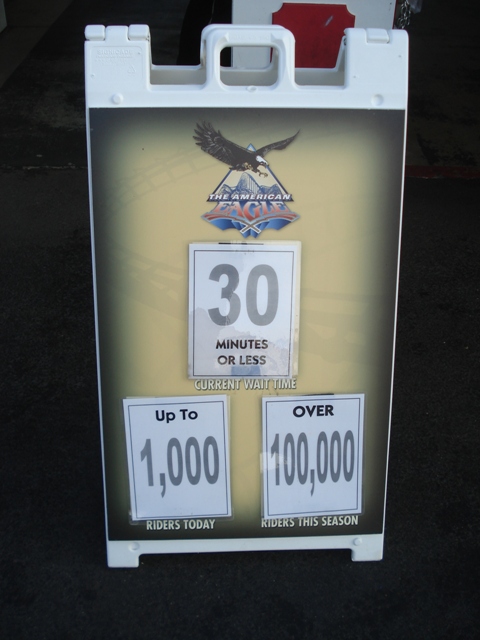 THE AMERICAN
EAGLE
30
MINUTES
OR LESS
CURRENT WAIT TIME
Up To
1,000
RIDERS TODAY
OVER
100,000
RIDERS THIS SEASON